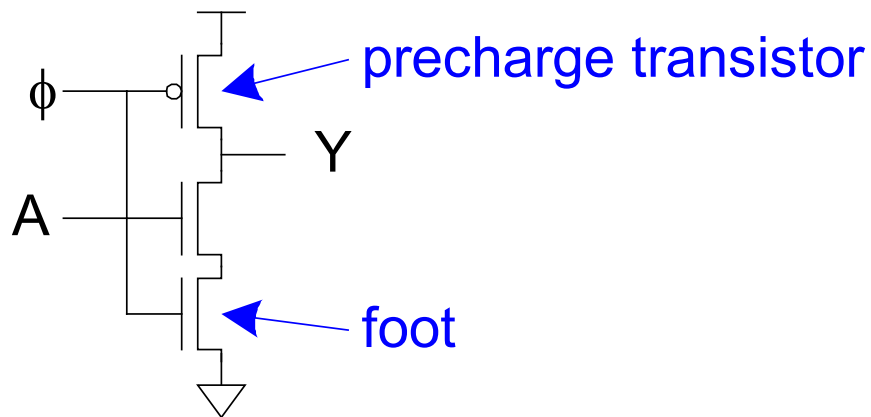 precharge transistor
ϕ
Y
A
foot